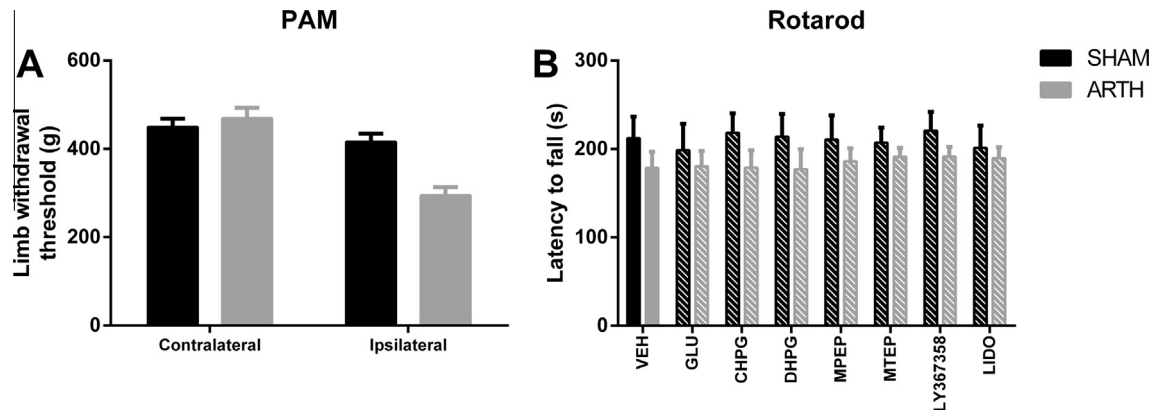 PAM
A
Limb withdrawal
threshold (g)
600
400
200
0
Contralateral
Ipsilateral
Rotarod
B
Latency to fall (s)
300
200
100
0
VEH
GLU
CHPG
DHPG
MPEP
MTEP
LY367358
LIDO
SHAM
ARTH